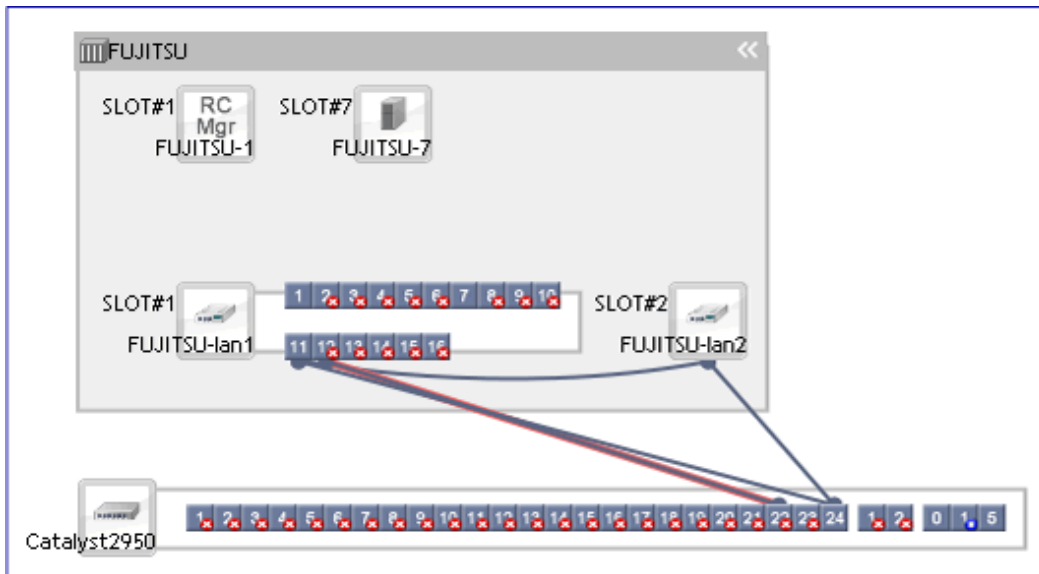 FUJITSU
SLOT#1 RC Mgr FUJITSU-1
SLOT#7 FUJITSU-7
SLOT#1 FUJITSU-lan1
1 2 3 4 5 6 7 8 9 10
11 12 13 14 15 16
SLOT#2 FUJITSU-lan2
Catalyst2950
1 2 3 4 5 6 7 8 9 10 11 12 13 14 15 16 17 18 19 20 21 22 23 24 1 2 0 1 5